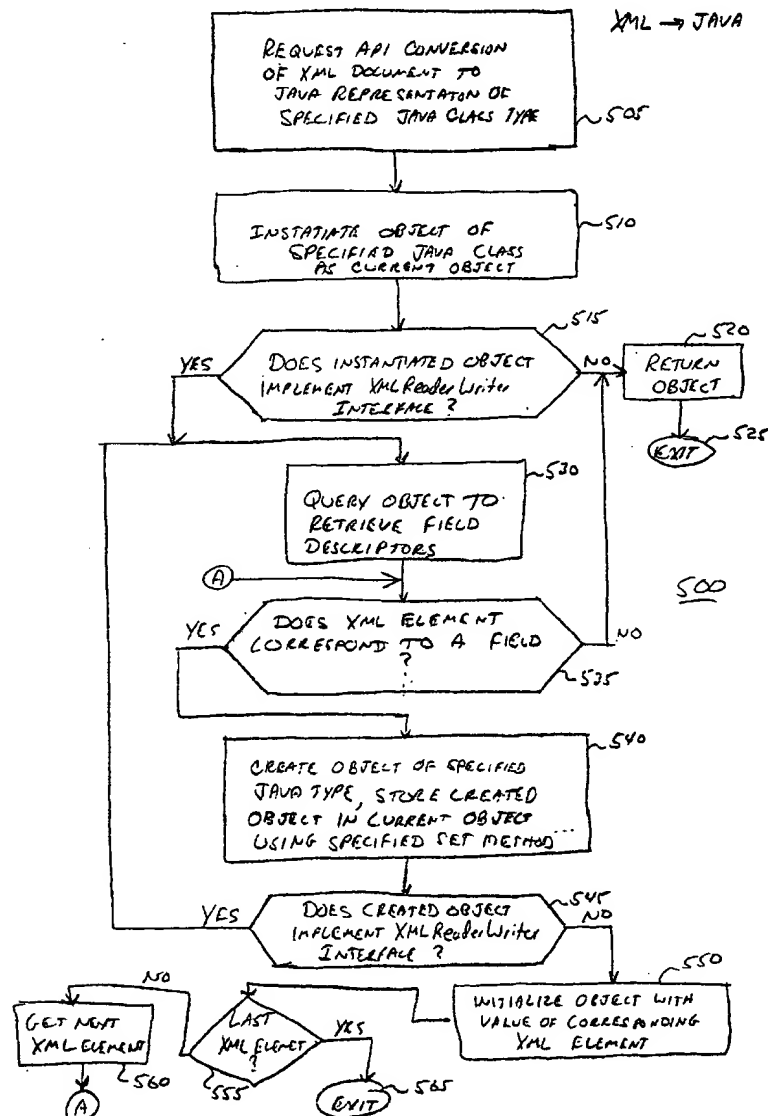 XML → JAVA
REQUEST API CONVERSION
OF XML DOCUMENT TO
JAVA REPRESENTATON OF
SPECIFIED JAVA CLASS TYPE
505
INSTATIATE OBJECT OF
SPECIFIED JAVA CLASS
AS CURRENT OBJECT
510
515
YES
DOES INSTANTIATED OBJECT
IMPLEMENT XMLReaderWriter
INTERFACE ?
NO
520
RETURN
OBJECT
EXIT
525
530
QUERY OBJECT TO
RETRIEVE FIELD
DESCRIPTORS
A
500
YES
DOES XML ELEMENT
CORRESPOND TO A FIELD
?
NO
535
540
CREATE OBJECT OF SPECIFIED
JAVA TYPE, STORE CREATED
OBJECT IN CURRENT OBJECT
USING SPECIFIED SET METHOD
545
YES
DOES CREATED OBJECT
IMPLEMENT XMLReaderWriter
INTERFACE ?
NO
550
INITIALIZE OBJECT WITH
VALUE OF CORRESPONDING
XML ELEMENT
NO
GET NEXT
XML ELEMENT
560
A
LAST
XML ELEMET
?
555
YES
EXIT
565